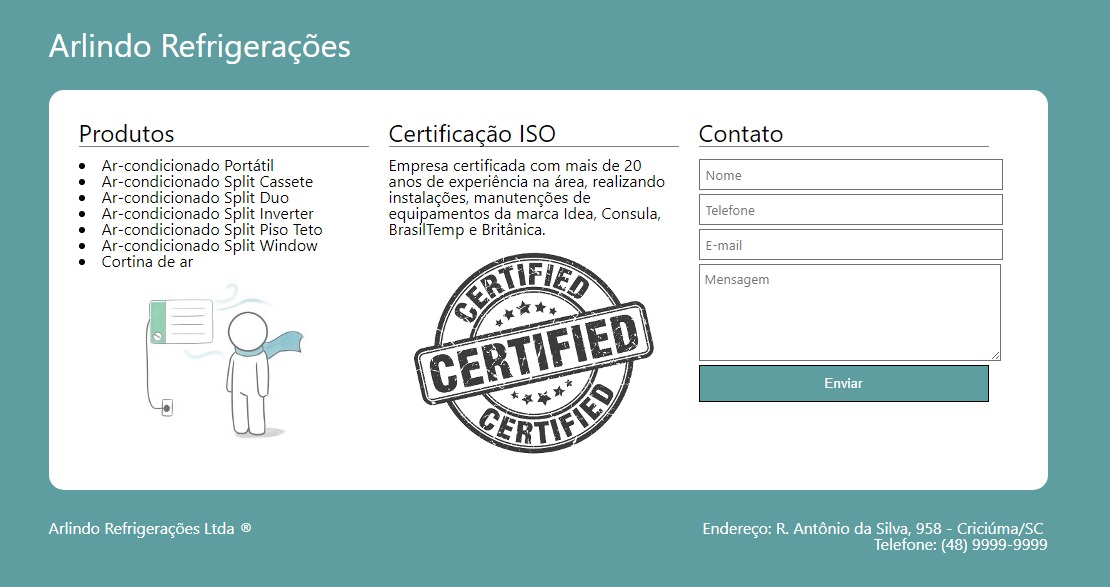 Arlindo Refrigerações
Produtos
Ar-condicionado Portátil
Ar-condicionado Split Cassete
Ar-condicionado Split Duo
Ar-condicionado Split Inverter
Ar-condicionado Split Piso Teto
Ar-condicionado Split Window
Cortina de ar
Certificação ISO
Empresa certificada com mais de 20
anos de experiência na área, realizando
instalações, manutenções de
equipamentos da marca Idea, Consula,
BrasilTemp e Britânica.
CERTIFIED
CERTIFIED
CERTIFIED
Contato
Nome
Telefone
E-mail
Mensagem
Enviar
Arlindo Refrigerações Ltda ®
Endereço: R. Antônio da Silva, 958 - Criciúma/SC
Telefone: (48) 9999-9999